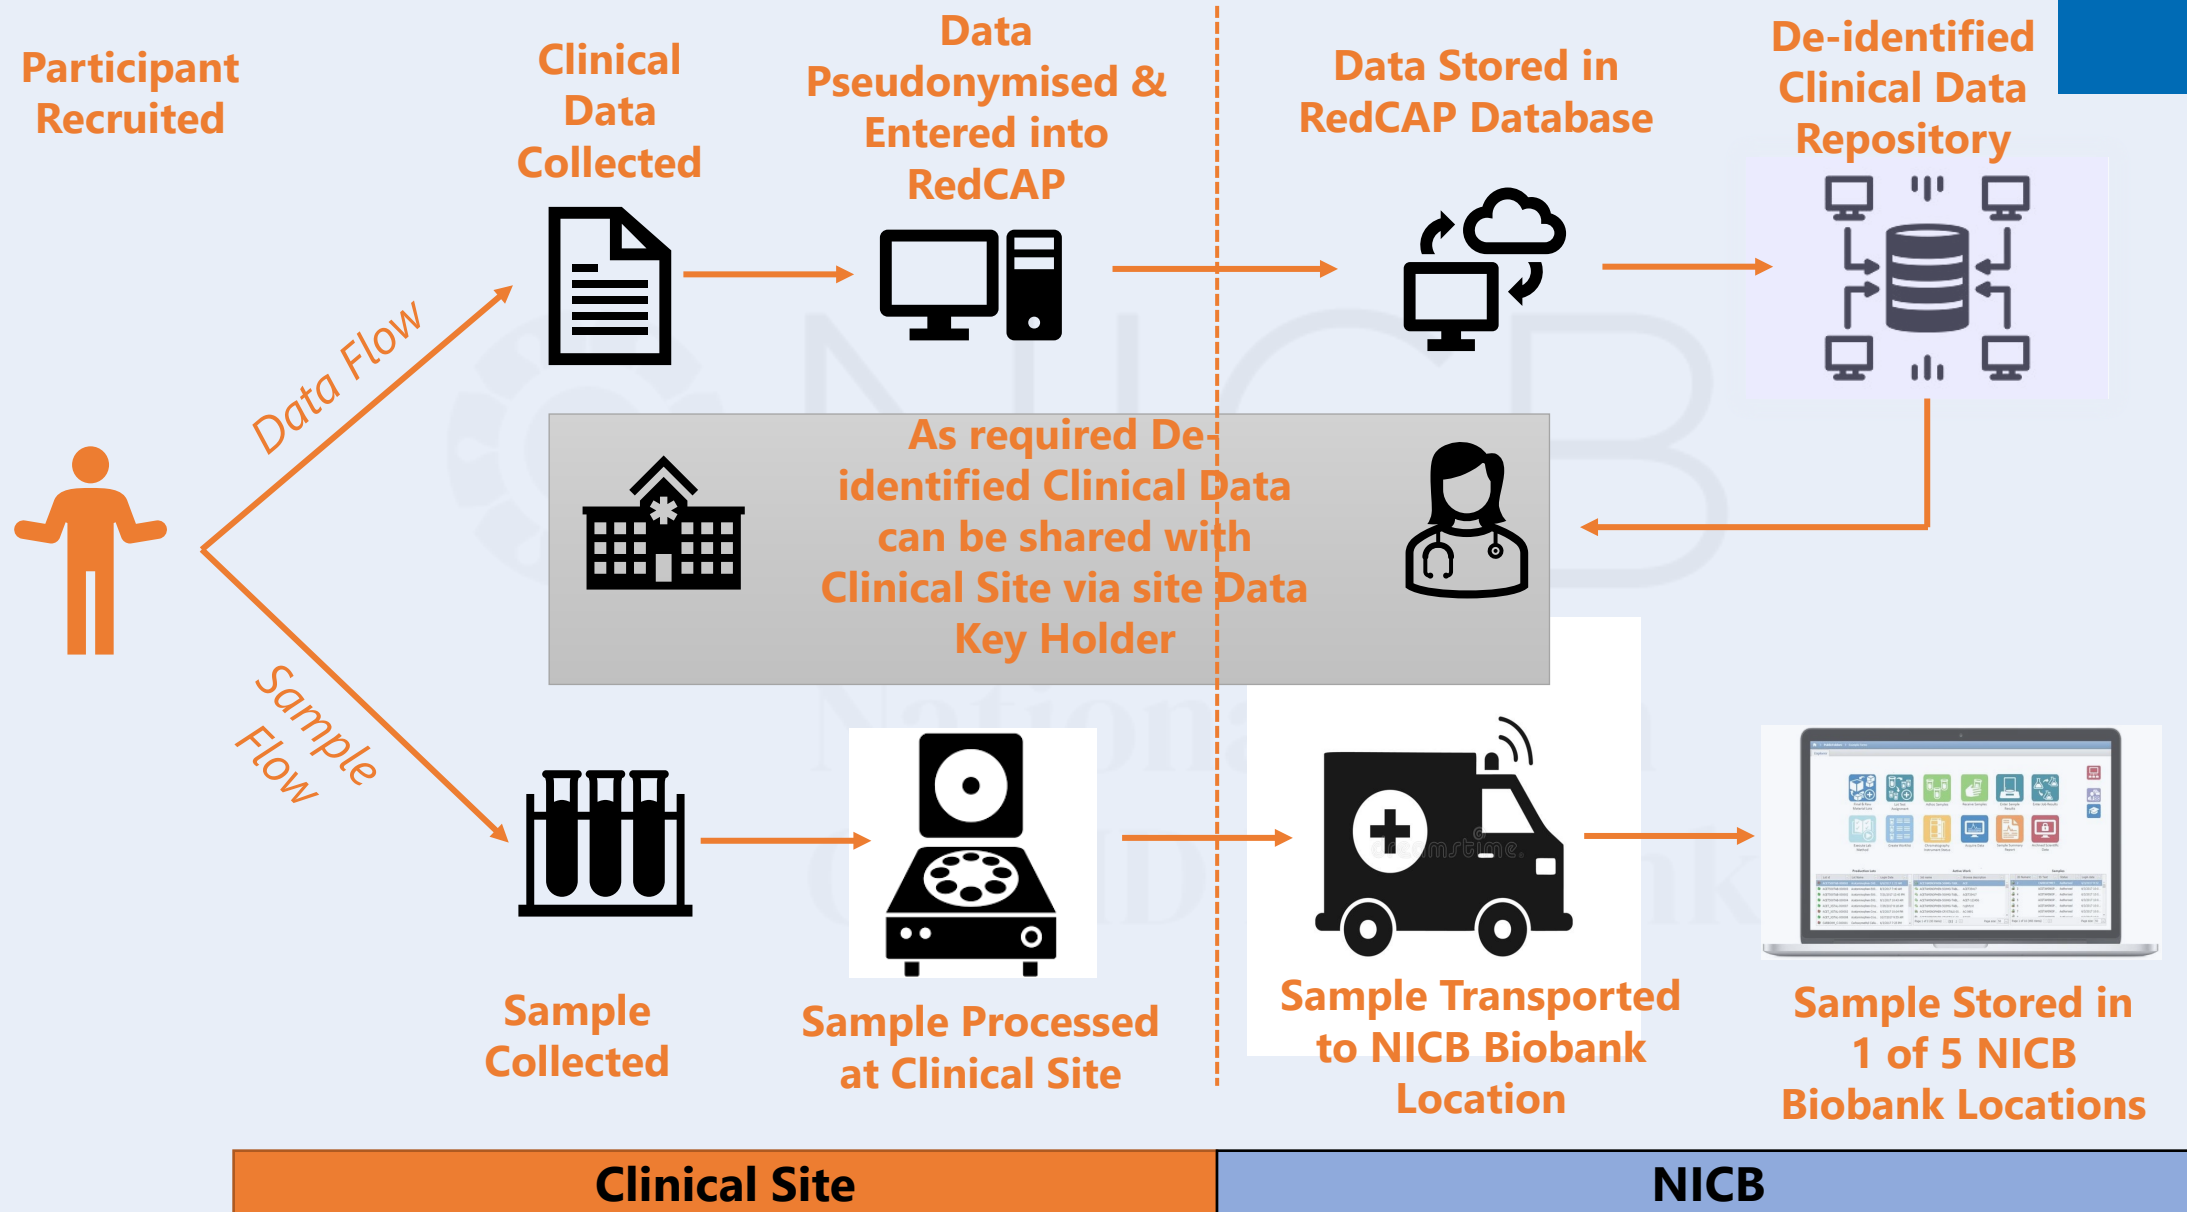 Participant
Recruited
Clinical
Data
Collected
Data
Pseudonymised &
Entered into
RedCAP
Data Stored in
RedCAP Database
De-identified
Clinical Data
Repository
Data Flow
As required De-
identified Clinical Data
can be shared with
Clinical Site via site Data
Key Holder
Sample
Flow
NICB
National
dreamstime.
Sample
Collected
Sample Processed
at Clinical Site
Sample Transported
to NICB Biobank
Location
Sample Stored in
1 of 5 NICB
Biobank Locations
Clinical Site
NICB